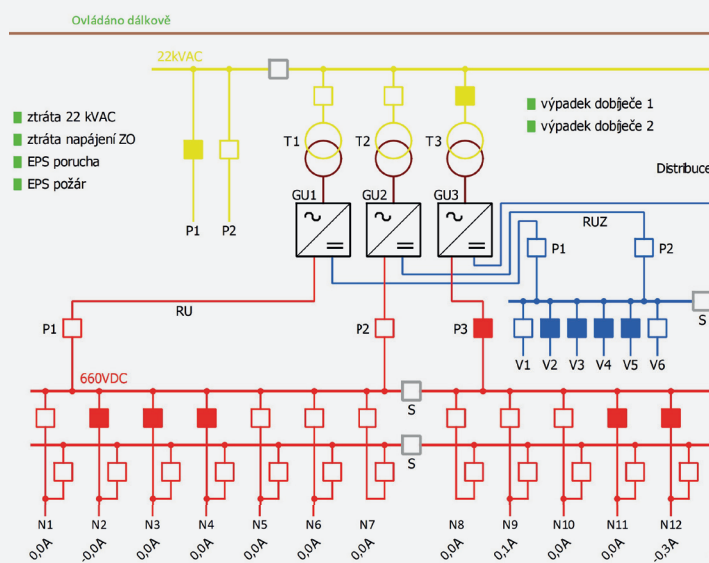 Ovládáno dálkově
22kVAC
ztráta 22 kVAC
ztráta napájení ZO
EPS porucha
EPS požár
výpadek dobíječe 1
výpadek dobíječe 2
T1 T2 T3
Distribuce
GU1 GU2 GU3
P1 P2
RUZ
P1 P2
RU
S
P1 P2 P3
V1 V2 V3 V4 V5 V6
660VDC
S
S
N1 N2 N3 N4 N5 N6 N7 N8 N9 N10 N11 N12
0,0A -0,0A 0,0A 0,0A 0,0A 0,0A 0,0A 0,0A 0,1A 0,0A 0,0A -0,3A